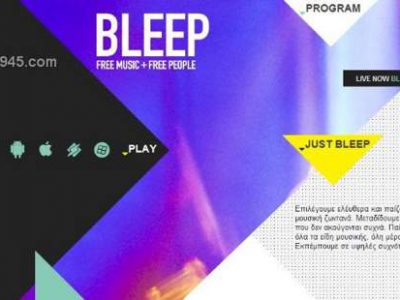 PROGRAM
BLEEP
FREE MUSIC + FREE PEOPLE
945.com
LIVE NOW BL
PLAY
JUST BLEEP
Επιλέγουμε ελεύθερα και παίζ
μουσική ζωντανά. Μεταδίδουμε
που δεν ακούγονται συχνά. Παί
όλα τα είδη μουσικής, όλη μέρα
Εκπέμπουμε σε υψηλές συχνότ